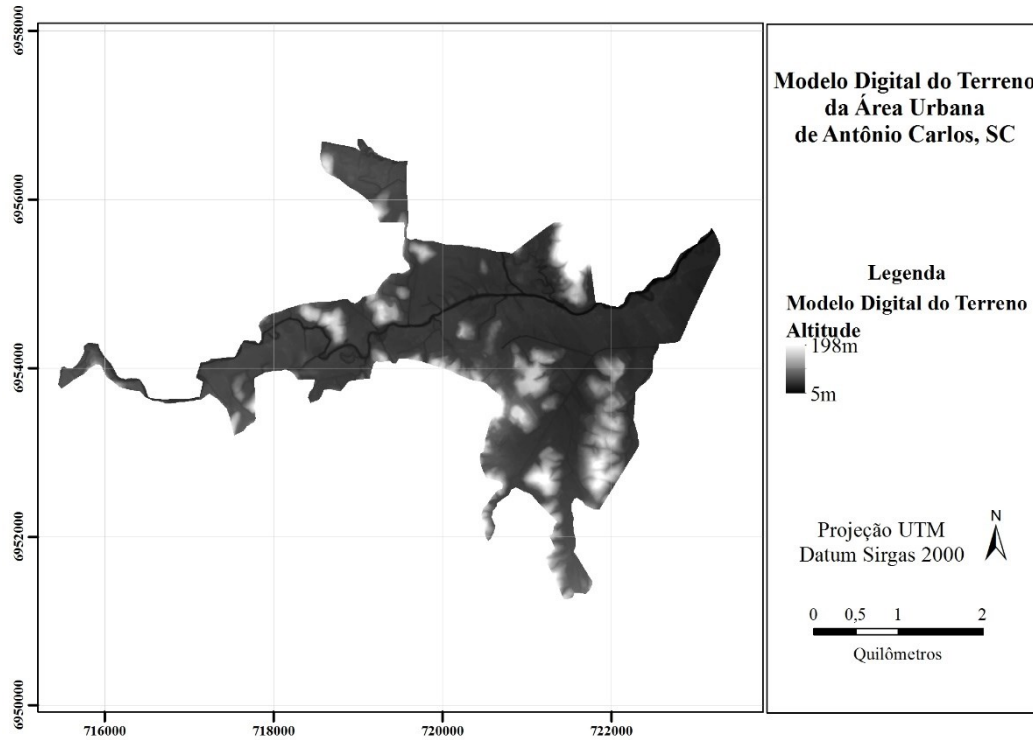 6958000
6956000
6954000
6952000
6950000
716000
718000
720000
722000
Modelo Digital do Terreno
da Área Urbana
de Antônio Carlos, SC
Legenda
Modelo Digital do Terreno
Altitude
198m
5m
Projeção UTM
Datum Sirgas 2000
N
0 0,5 1 2
Quilômetros